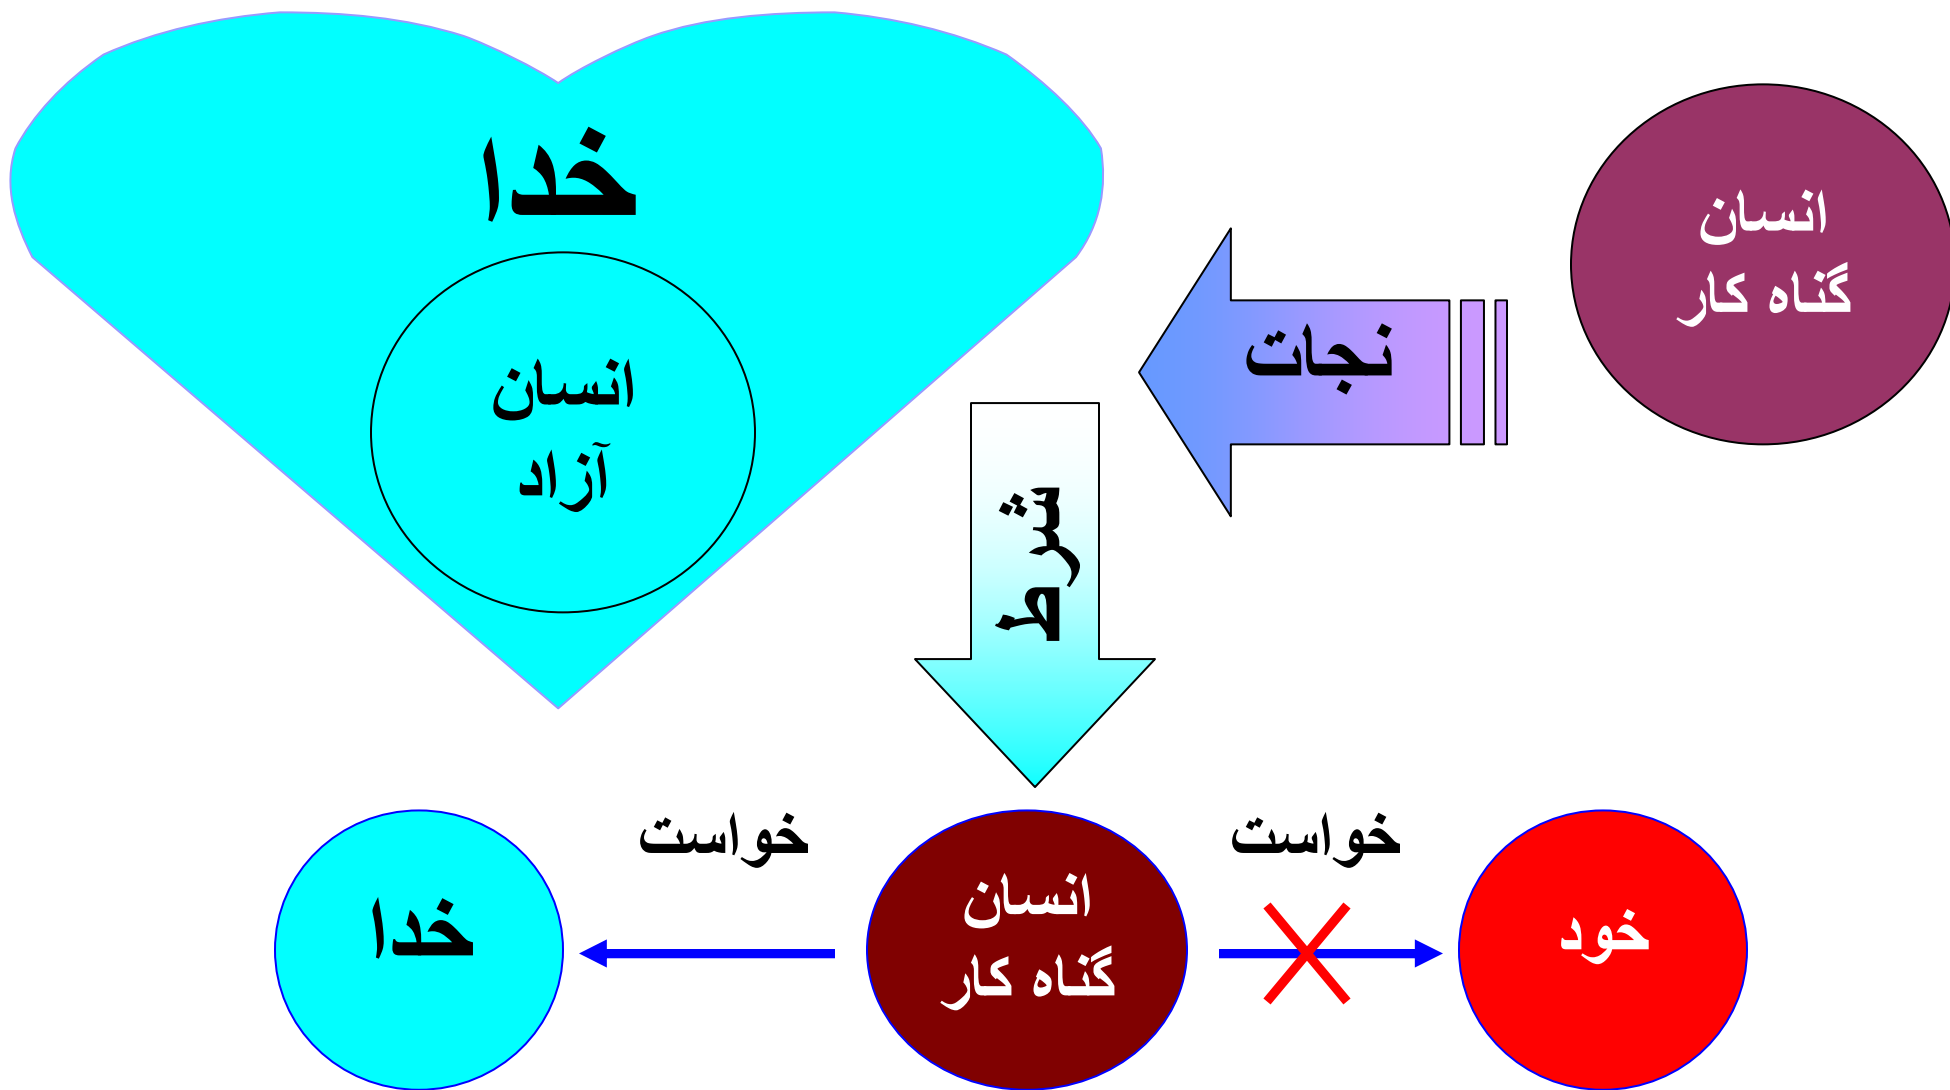 خدا
انسان
گناه کار
نجات
انسان
آزاد
شرط
خواست
خواست
خدا
انسان
گناه کار
خود